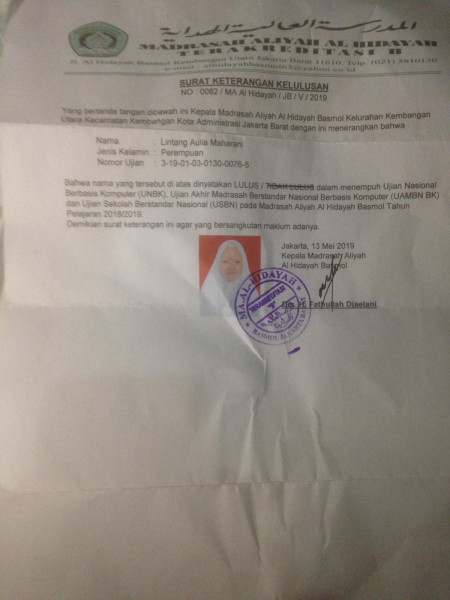 المدرسة العالية الهداية
MADRASAH ALIYAH AL HIDAYAH
TERAKREDITASI B
Jl. Al Hidayah Basmol Kembangan Utara Jakarta Barat 11610, Telp. (021) 5810136
SURAT KETERANGAN KELULUSAN
NO : 0082 / MA Al Hidayah / JB / V / 2019
Yang bertanda tangan dibawah ini Kepala Madrasah Aliyah Al Hidayah Basmol Kelurahan Kembangan
Utara Kecamatan Kembangan Kota Administrasi Jakarta Barat dengan ini menerangkan bahwa
Nama : Lintang Aulia Maharani
Jenis Kelamin : Perempuan
Nomor Ujian : 3-19-01-03-0130-0076-5
Bahwa nama yang tersebut di atas dinyatakan LULUS / TIDAK LULUS dalam menempuh Ujian Nasional
Berbasis Komputer (UNBK), Ujian Akhir Madrasah Berstandar Nasional Berbasis Komputer (UAMBN BK)
dan Ujian Sekolah Berstandar Nasional (USBN) pada Madrasah Aliyah Al Hidayah Basmol Tahun
Pelajaran 2018/2019.
Demikian surat keterangan ini agar yang bersangkutan maklum adanya.
Jakarta, 13 Mei 2019
Kepala Madrasah Aliyah
Al Hidayah Basmol
MA. AL-HIDAYAH
BASMOL JAKARTA BARAT
Drs. H. Fathullah Djaelani